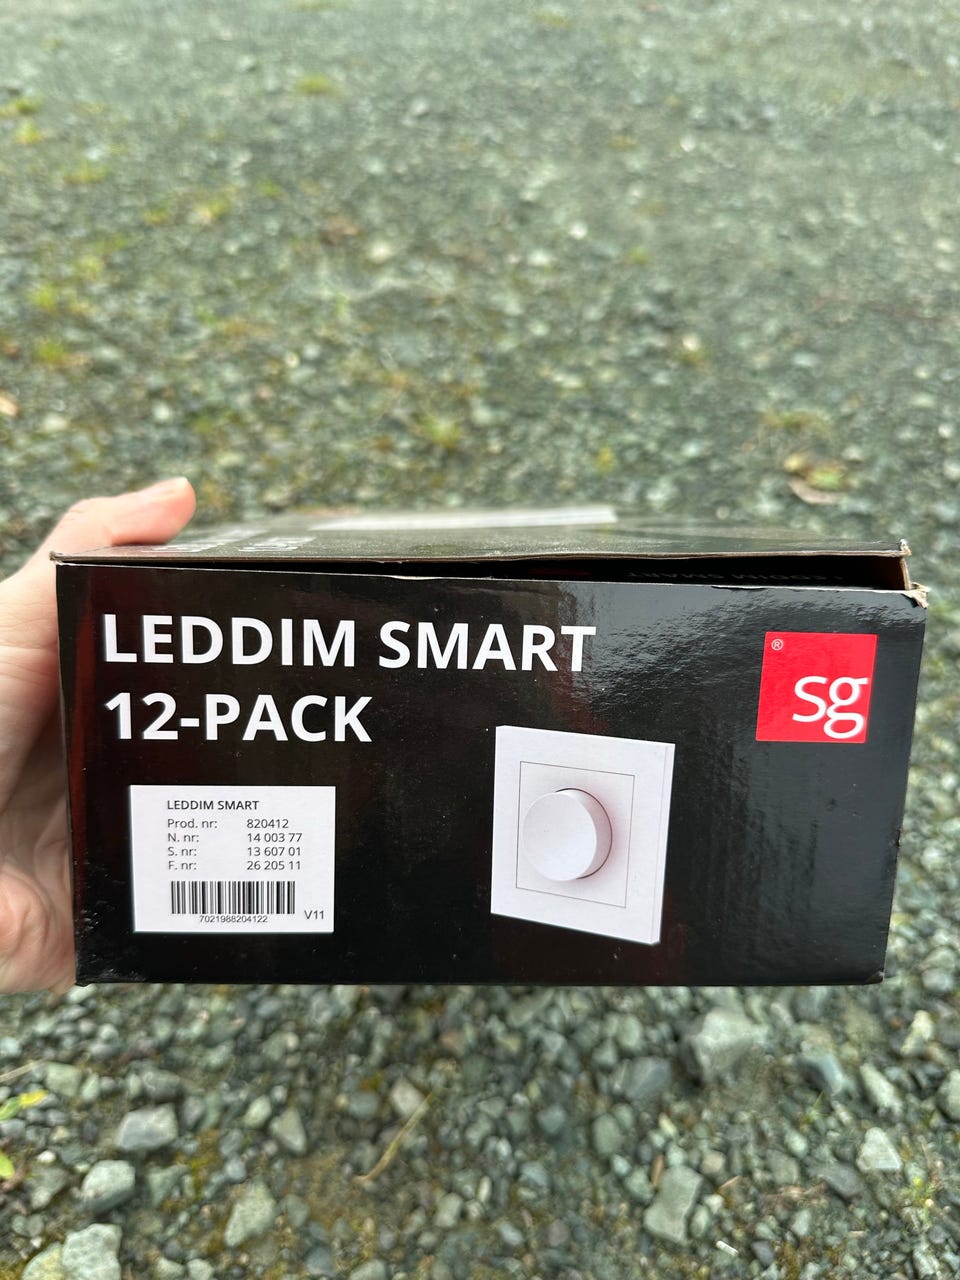 LEDDIM SMART
12-PACK
® sg
LEDDIM SMART
Prod. nr: 820412
N. nr: 14 003 77
S. nr: 13 607 01
F. nr: 26 205 11
7021988204122
V11